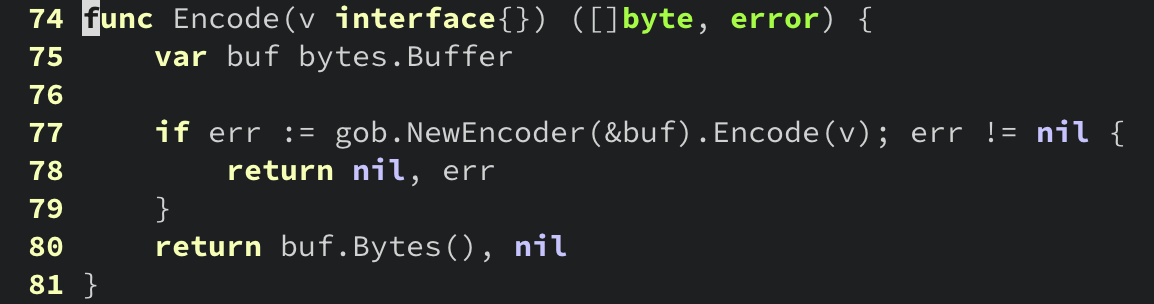 74 func Encode(v interface{}) ([]byte, error) {
75     var buf bytes.Buffer
76
77     if err := gob.NewEncoder(&buf).Encode(v); err != nil {
78         return nil, err
79     }
80     return buf.Bytes(), nil
81 }